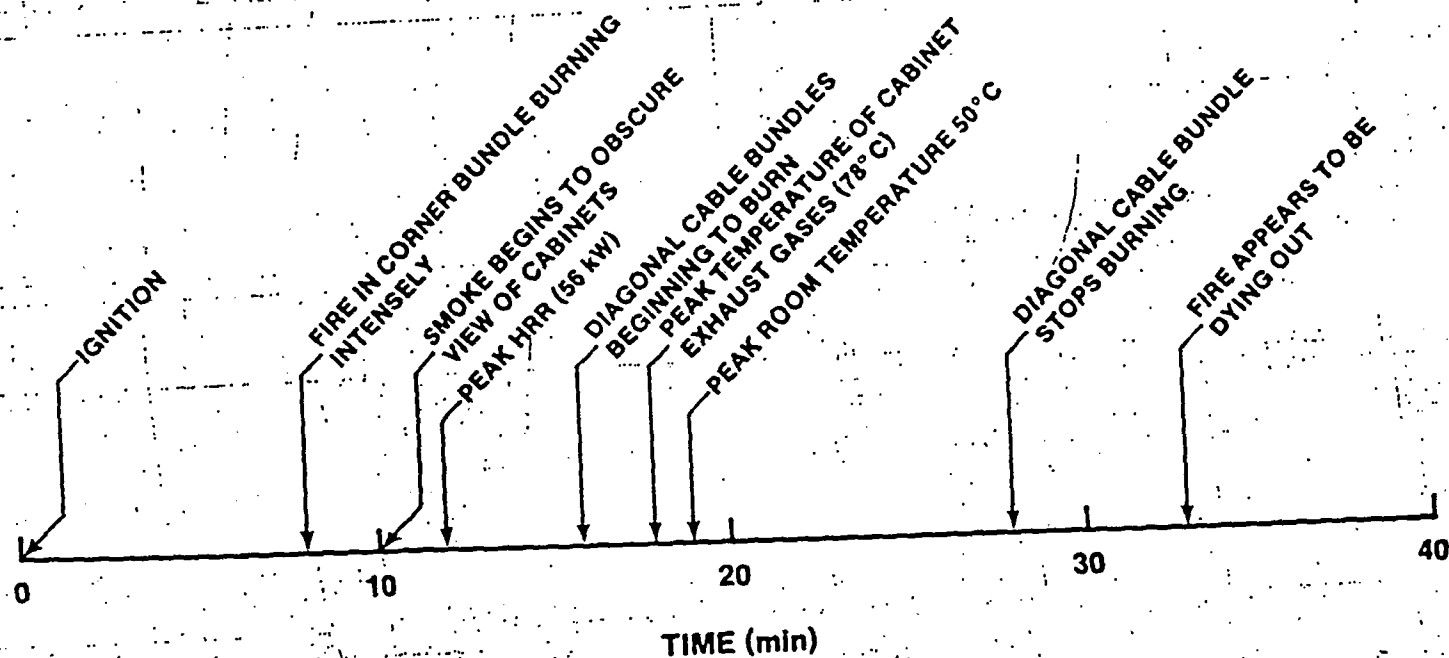 IGNITION
FIRE IN CORNER BUNDLE BURNING
INTENSELY
SMOKE BEGINS TO OBSCURE
VIEW OF CABINETS
PEAK HRR (56 kW)
DIAGONAL CABLE BUNDLES
BEGINNING TO BURN
PEAK TEMPERATURE OF CABINET
EXHAUST GASES (78°C)
PEAK ROOM TEMPERATURE 50°C
DIAGONAL CABLE BUNDLE
STOPS BURNING
FIRE APPEARS TO BE
DYING OUT
0
10
20
30
40
TIME (min)